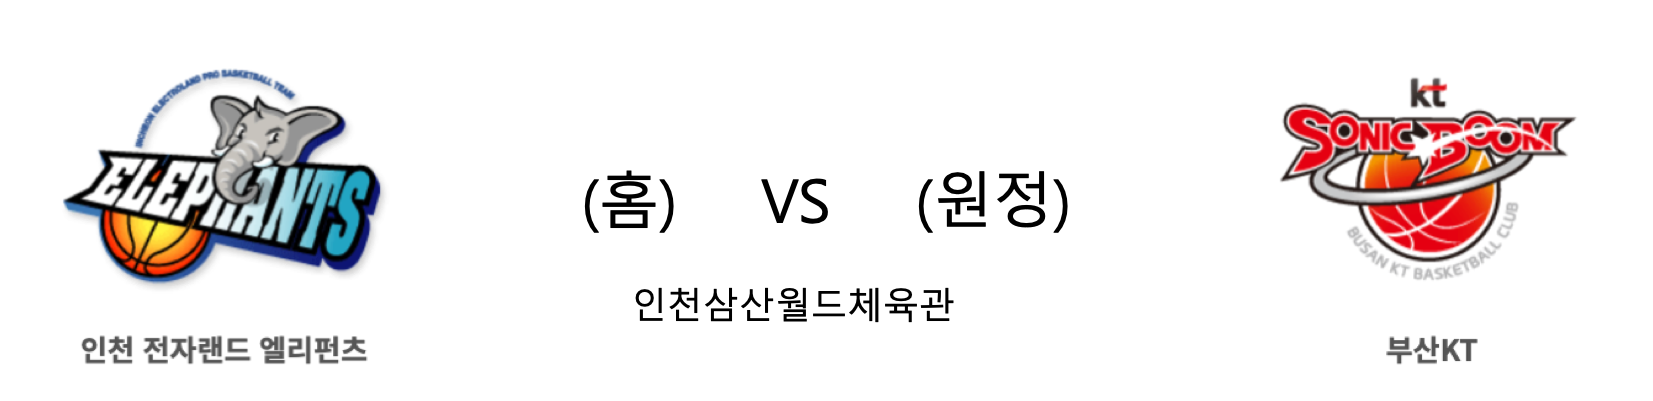 INCHEON ELECTROLAND PRO BASKETBALL TEAM
ELEPHANTS
인천 전자랜드 엘리펀츠
(홈) VS (원정)
인천삼산월드체육관
kt
SONICBOOM
BUSAN KT BASKETBALL CLUB
부산KT